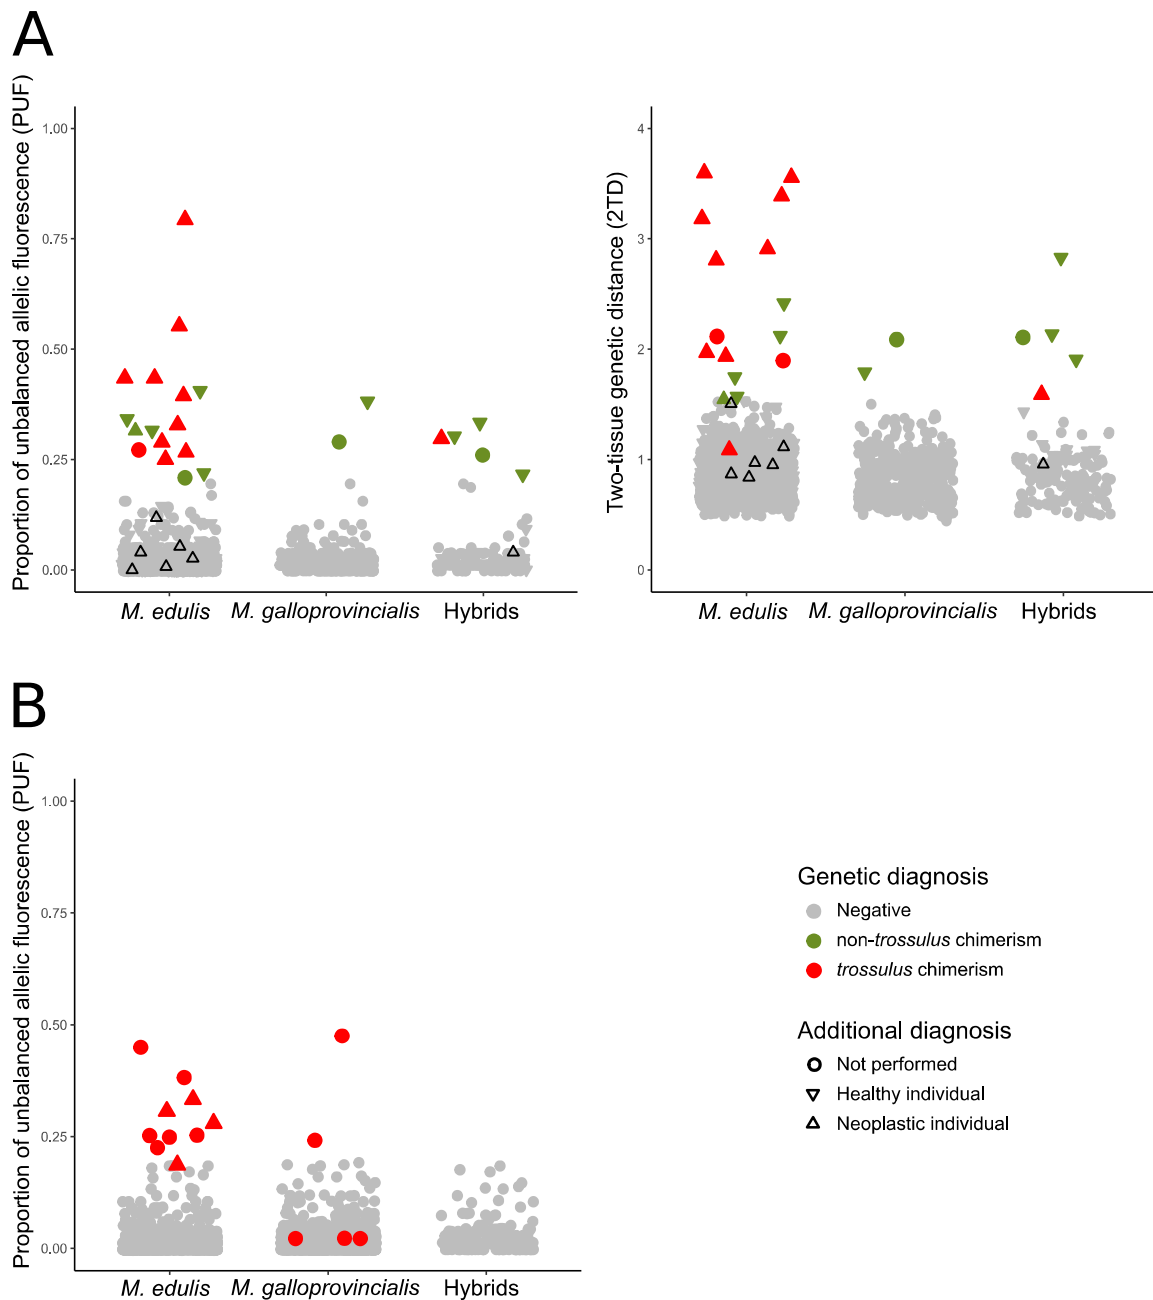 A
Proportion of unbalanced allelic fluorescence (PUF)
1.00
0.75
0.50
0.25
0.00
M. edulis
M. galloprovincialis
Hybrids
Two-tissue genetic distance (2TD)
4
3
2
1
0
M. edulis
M. galloprovincialis
Hybrids
B
Proportion of unbalanced allelic fluorescence (PUF)
1.00
0.75
0.50
0.25
0.00
M. edulis
M. galloprovincialis
Hybrids
Genetic diagnosis
Negative
non-trossulus chimerism
trossulus chimerism
Additional diagnosis
Not performed
Healthy individual
Neoplastic individual